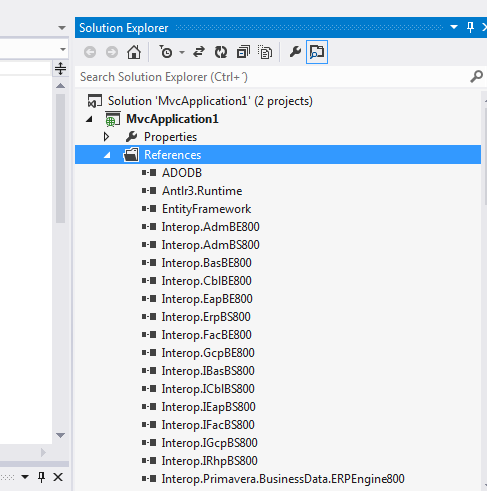 Solution Explorer
Search Solution Explorer (Ctrl+´)
Solution 'MvcApplication1' (2 projects)
MvcApplication1
Properties
References
ADODB
Antlr3.Runtime
EntityFramework
Interop.AdmBE800
Interop.AdmBS800
Interop.BasBE800
Interop.CblBE800
Interop.EapBE800
Interop.ErpBS800
Interop.FacBE800
Interop.GcpBE800
Interop.IBasBS800
Interop.ICblBS800
Interop.IEapBS800
Interop.IFacBS800
Interop.IGcpBS800
Interop.IRhpBS800
Interop.Primavera.BusinessData.ERPEngine800